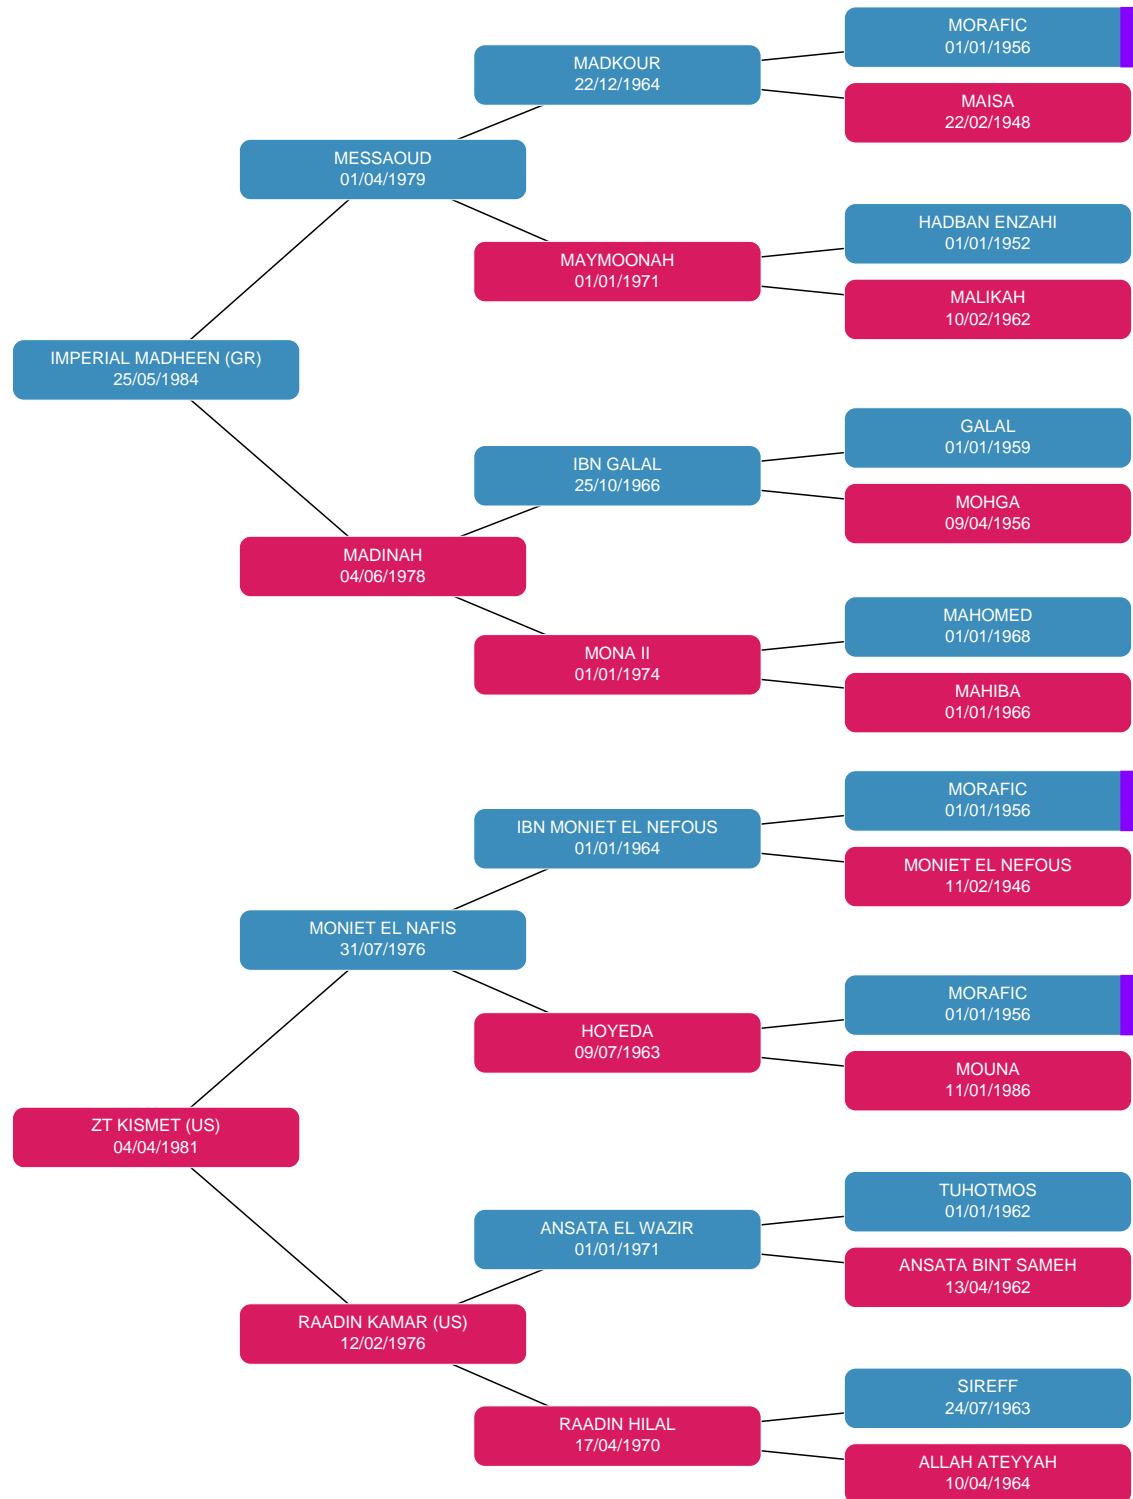 MORAFIC
01/01/1956
MADKOUR
22/12/1964
MAISA
22/02/1948
MESSAOUD
01/04/1979
HADBAN ENZAHI
01/01/1952
MAYMOONAH
01/01/1971
MALIKAH
10/02/1962
IMPERIAL MADHEEN (GR)
25/05/1984
GALAL
01/01/1959
IBN GALAL
25/10/1966
MOHGA
09/04/1956
MADINAH
04/06/1978
MAHOMED
01/01/1968
MONA II
01/01/1974
MAHIBA
01/01/1966
MORAFIC
01/01/1956
IBN MONIET EL NEFOUS
01/01/1964
MONIET EL NEFOUS
11/02/1946
MONIET EL NAFIS
31/07/1976
MORAFIC
01/01/1956
HOYEDA
09/07/1963
MOUNA
11/01/1986
ZT KISMET (US)
04/04/1981
TUHOTMOS
01/01/1962
ANSATA EL WAZIR
01/01/1971
ANSATA BINT SAMEH
13/04/1962
RAADIN KAMAR (US)
12/02/1976
SIREFF
24/07/1963
RAADIN HILAL
17/04/1970
ALLAH ATEYYAH
10/04/1964